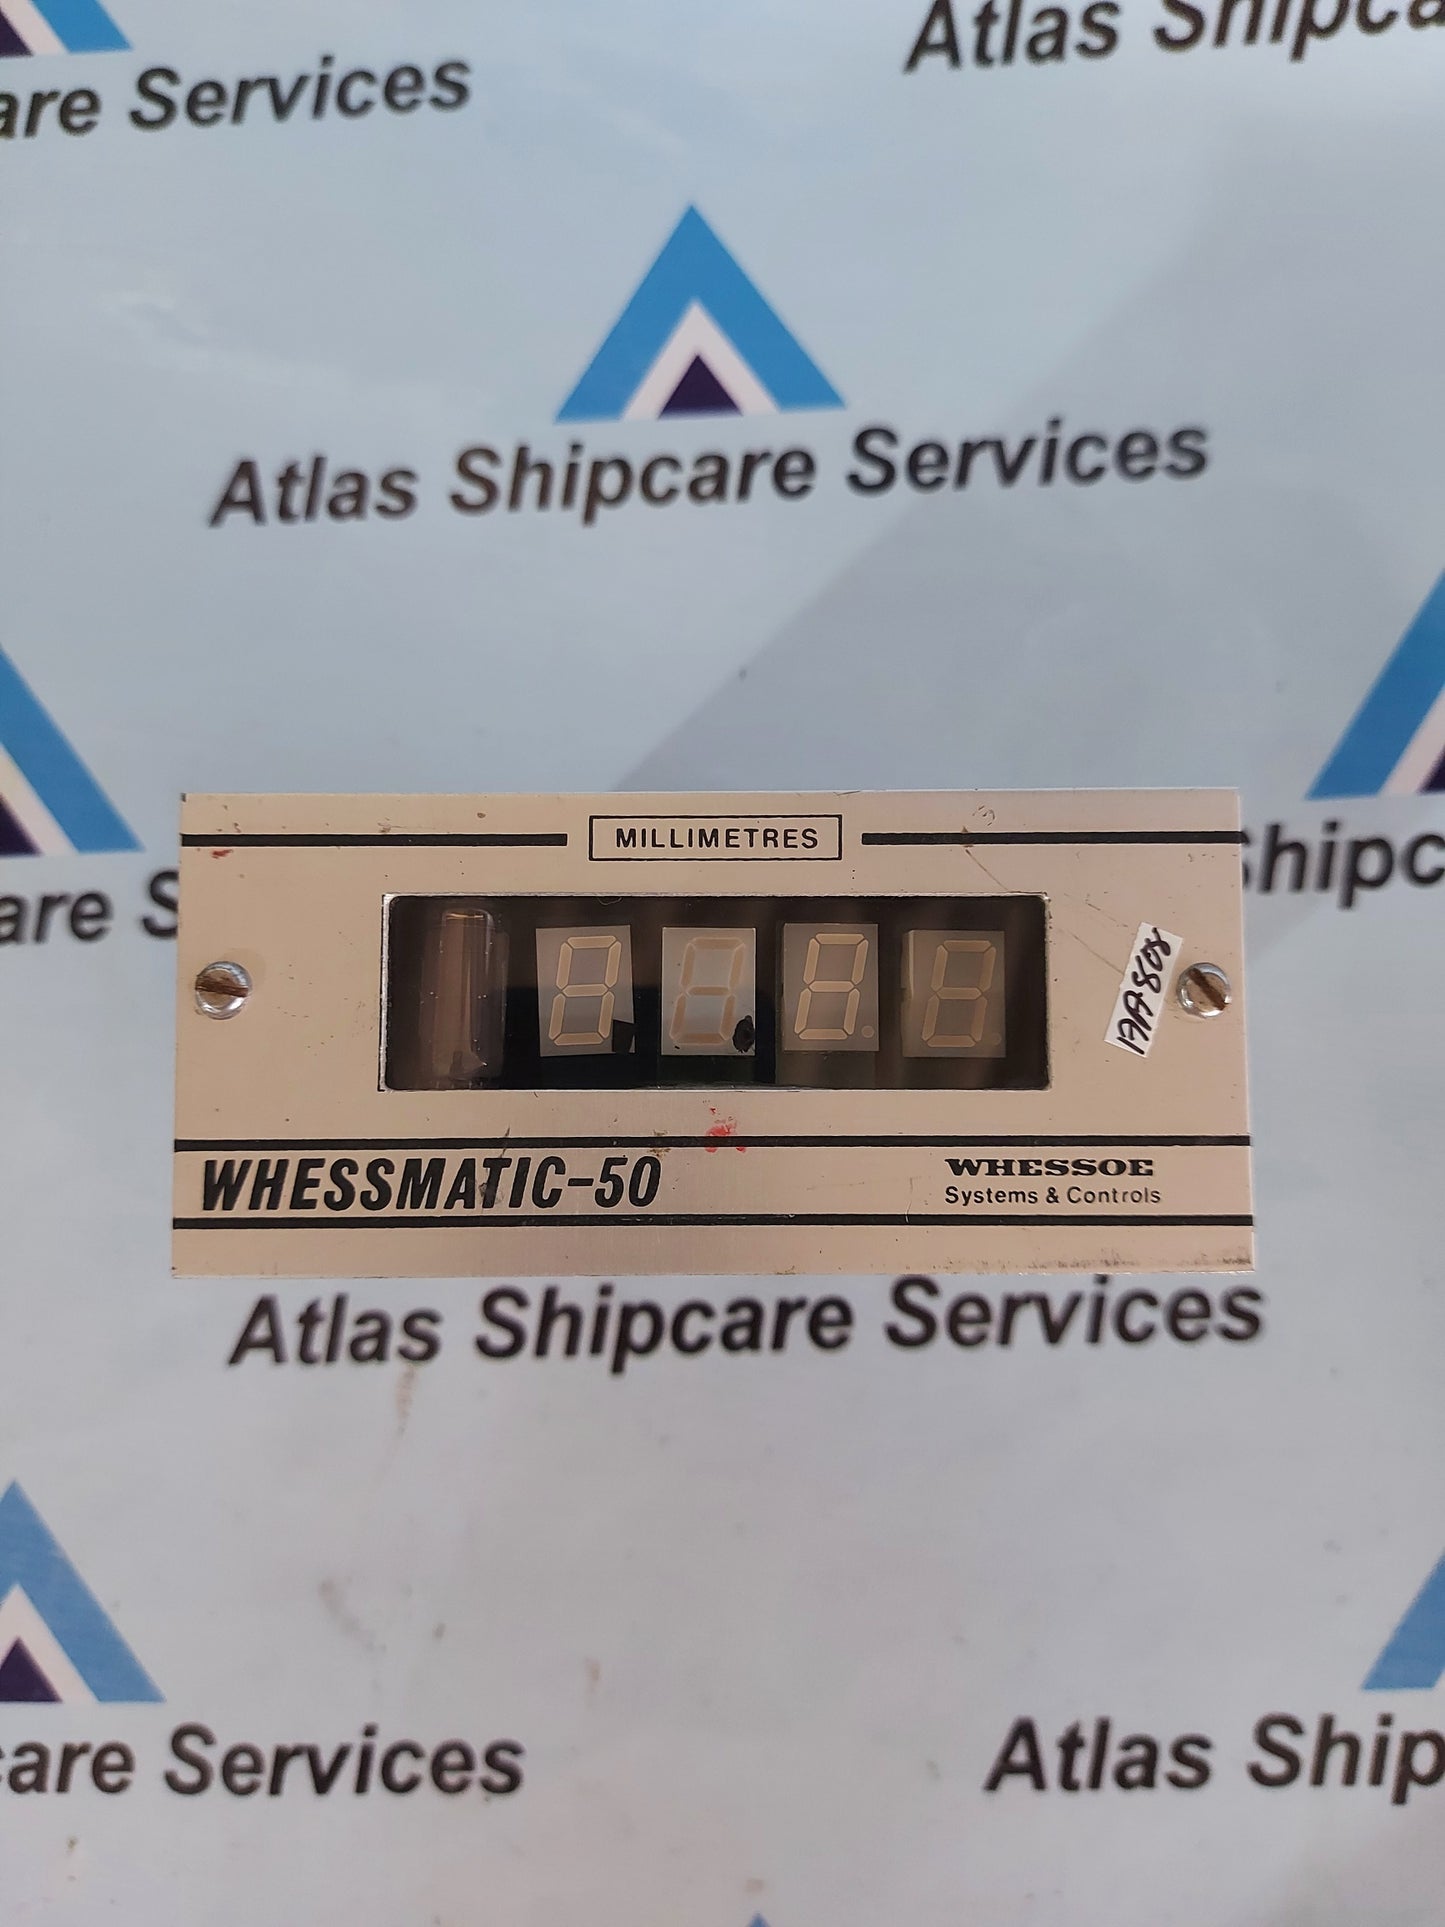 are Services
Atlas Shipca
Atlas Shipcare Services
MILLIMETRES
are S
Shipc
WHESSMATIC-50
WHESSOE
Systems & Controls
Atlas Shipcare Services
care Services
Atlas Ship